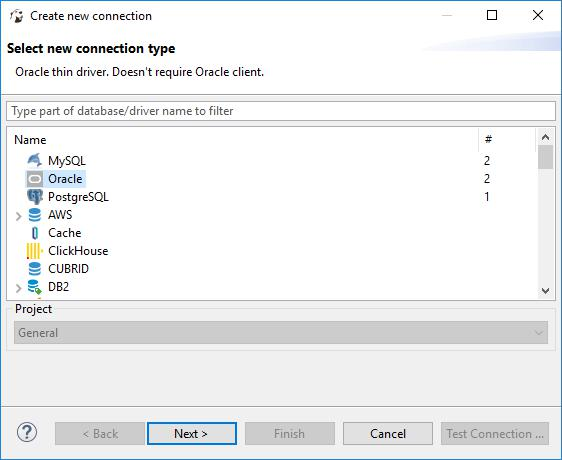 Create new connection
Select new connection type
Oracle thin driver. Doesn't require Oracle client.
Type part of database/driver name to filter
Name #
MySQL 2
Oracle 2
PostgreSQL 1
AWS
Cache
ClickHouse
CUBRID
DB2
Project
General
? < Back Next > Finish Cancel Test Connection ...